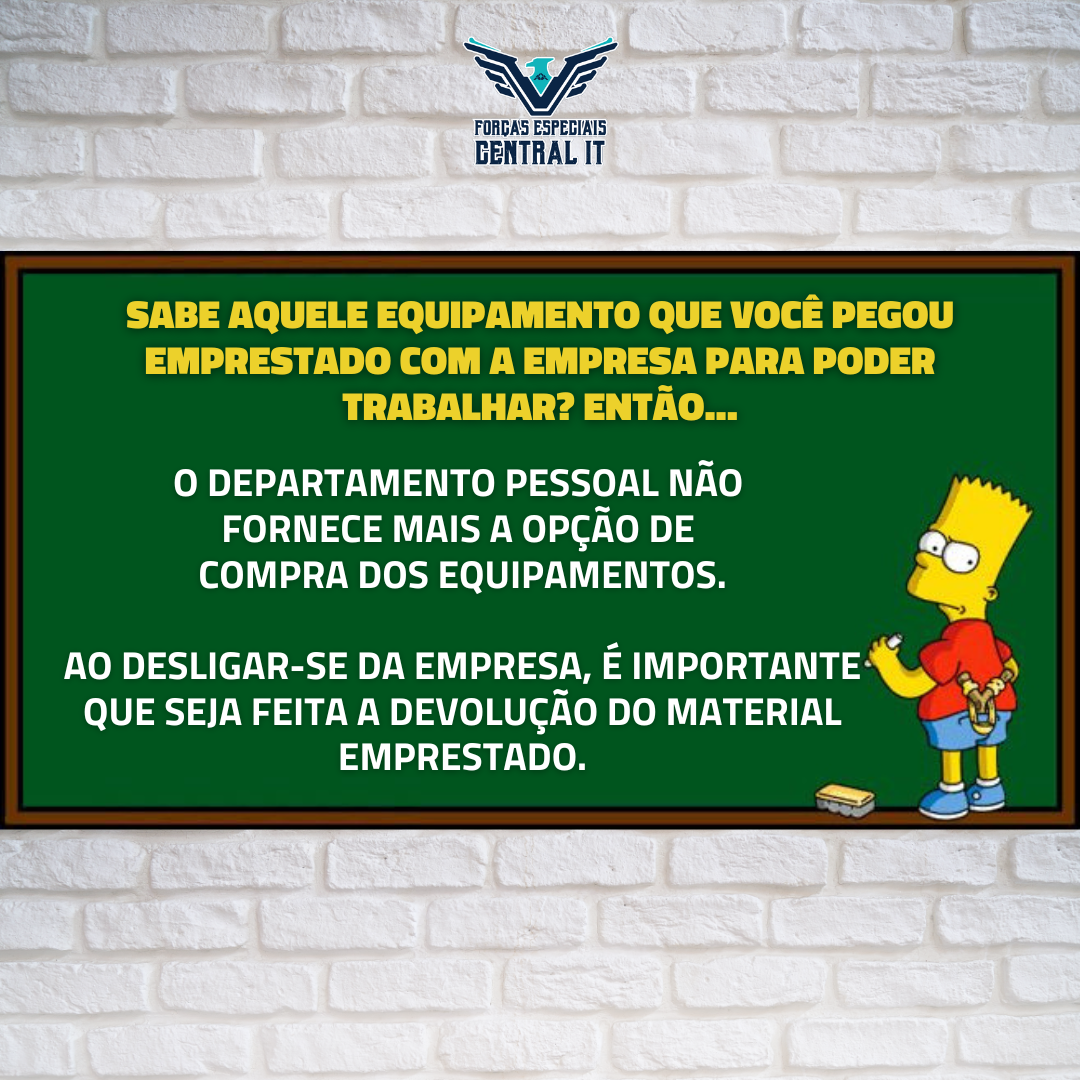 FORÇAS ESPECIAIS
CENTRAL IT
SABE AQUELE EQUIPAMENTO QUE VOCÊ PEGOU
EMPRESTADO COM A EMPRESA PARA PODER
TRABALHAR? ENTÃO...
O DEPARTAMENTO PESSOAL NÃO
FORNECE MAIS A OPÇÃO DE
COMPRA DOS EQUIPAMENTOS.
AO DESLIGAR-SE DA EMPRESA, É IMPORTANTE
QUE SEJA FEITA A DEVOLUÇÃO DO MATERIAL
EMPRESTADO.